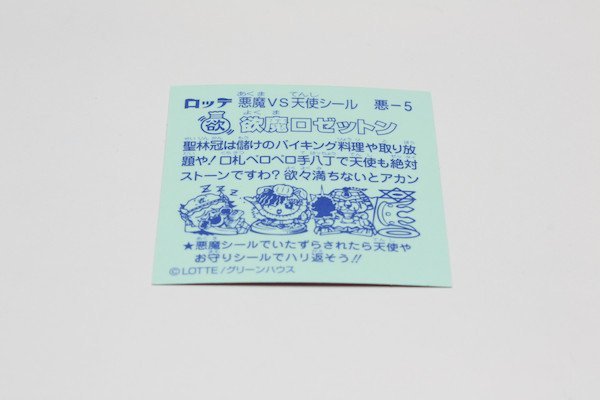 ロッテ 悪魔VS天使シール 悪-5
欲 欲魔ロゼットン
聖林冠は儲けのバイキング料理や取り放
題や!口札ベロベロ手八丁で天使も絶対
ストーンですわ?欲々満ちないとアカン
zzz
★悪魔シールでいたずらされたら天使や
お守りシールでハリ返そう!!
©LOTTE/グリーンハウス